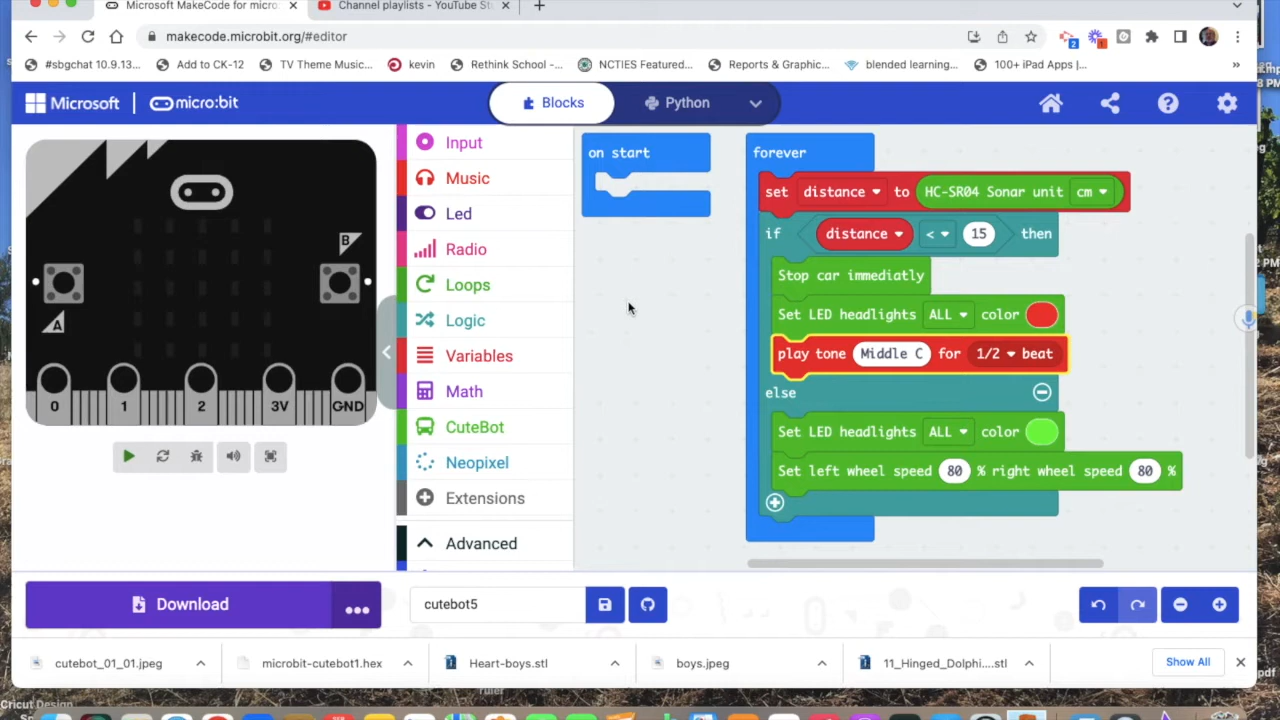 Microsoft MakeCode for micro:
Channel playlists - YouTube St
makecode.microbit.org/#editor
2
1
#sbgchat 10.9.13...
Add to CK-12
TV Theme Music...
kevin
Rethink School -...
NCTIES Featured...
Reports & Graphic...
blended learning...
100+ iPad Apps |...
»
Microsoft
micro:bit
Blocks
Python
A
B
0
1
2
3V
GND
Input
Music
Led
Radio
Loops
Logic
Variables
Math
CuteBot
Neopixel
Extensions
Advanced
on start
forever
set distance to HC-SR04 Sonar unit cm
if distance < 15 then
Stop car immediatly
Set LED headlights ALL color
play tone Middle C for 1/2 beat
else
Set LED headlights ALL color
Set left wheel speed 80 % right wheel speed 80 %
Download
cutebot5
cutebot_01_01.jpeg
microbit-cutebot1.hex
Heart-boys.stl
boys.jpeg
11_Hinged_Dolphi....stl
Show All
Cricut Design
ruler